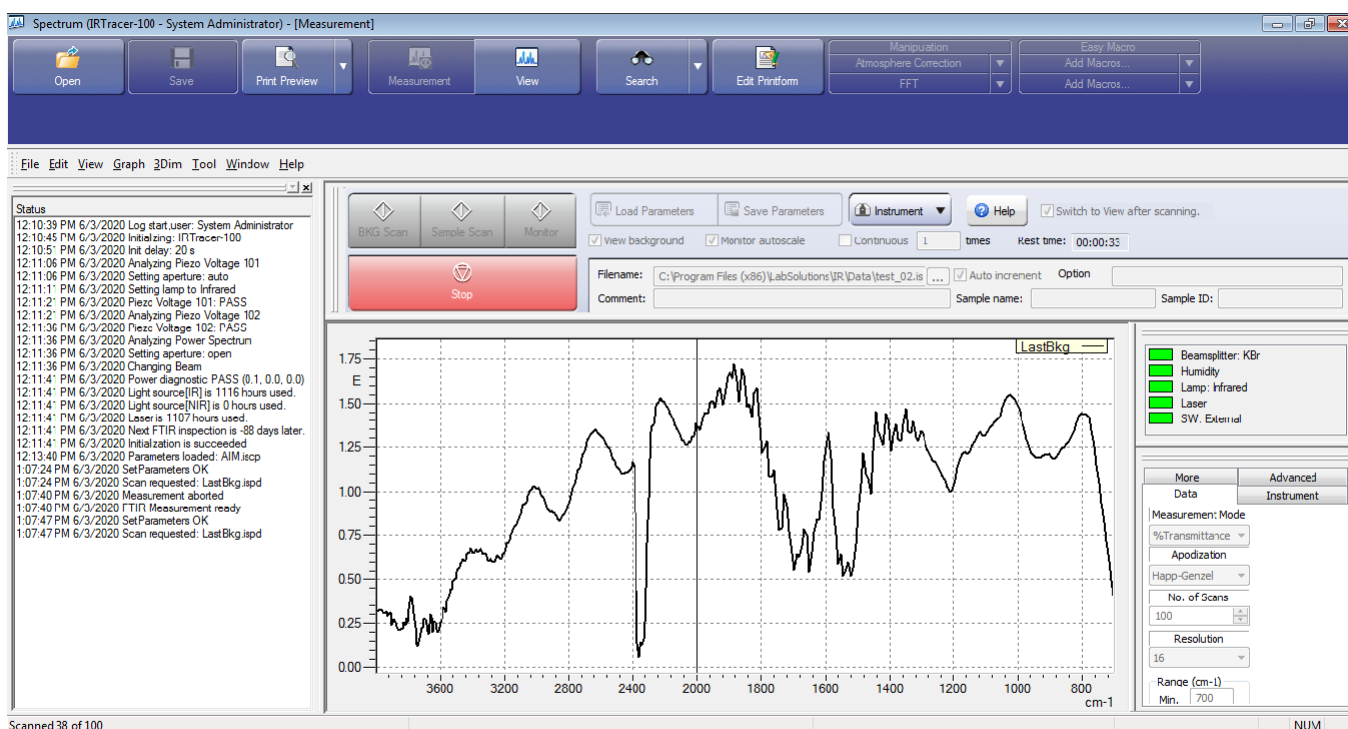 Spectrum (IRTracer-100 - System Administrator) - [Measurement]
Open Save Print Preview Measurement View Search Edit Printform
Manipuation Easy Macro
Atmosphere Correction Add Macros...
FFT Add Macros...
File Edit View Graph 3Dim Tool Window Help
Status
12:10:39 PM 6/3/2020 Log start,user: System Administrator
12:10:45 PM 6/3/2020 Initializing: IRTracer-100
12:10:51 PM 6/3/2020 Init delay: 20 s
12:11:06 PM 6/3/2020 Analyzing Piezo Voltage 101
12:11:06 PM 6/3/2020 Setting aperture: auto
12:11:11 PM 6/3/2020 Setting lamp to Infrared
12:11:21 PM 6/3/2020 Piezo Voltage 101: PASS
12:11:21 PM 6/3/2020 Analyzing Piezo Voltage 102
12:11:36 PM 6/3/2020 Piezo Voltage 102: PASS
12:11:36 PM 6/3/2020 Analyzing Power Spectrum
12:11:36 PM 6/3/2020 Setting aperture: open
12:11:36 PM 6/3/2020 Changing Beam
12:11:41 PM 6/3/2020 Power diagnostic PASS (0.1, 0.0, 0.0)
12:11:41 PM 6/3/2020 Light source[IR] is 1116 hours used.
12:11:41 PM 6/3/2020 Light source[NIR] is 0 hours used.
12:11:41 PM 6/3/2020 Laser is 1107 hours used.
12:11:41 PM 6/3/2020 Next FTIR inspection is -88 days later.
12:11:41 PM 6/3/2020 Initialization is succeeded
12:13:40 PM 6/3/2020 Parameters loaded: AIM.iscp
1:07:24 PM 6/3/2020 SetParameters OK
1:07:24 PM 6/3/2020 Scan requested: LastBkg.ispd
1:07:40 PM 6/3/2020 Measurement aborted
1:07:40 PM 6/3/2020 FTIR Measurement ready
1:07:47 PM 6/3/2020 SetParameters OK
1:07:47 PM 6/3/2020 Scan requested: LastBkg.ispd
BKG Scan Sample Scan Monitor
Stop
Load Parameters Save Parameters Instrument Help Switch to View after scanning.
View background Monitor autoscale Continuous 1 times Rest time: 00:00:33
Filename: C:\Program Files (x86)\LabSolutions\IR\Data\test_02.is ... Auto increment Option
Comment: Sample name: Sample ID:
LastBkg
E
1.75
1.50
1.25
1.00
0.75
0.50
0.25
0.00
3600 3200 2800 2400 2000 1800 1600 1400 1200 1000 800
cm-1
Beamsplitter: KBr
Humidity
Lamp: Infrared
Laser
SW. External
More Advanced
Data Instrument
Measurement Mode
%Transmittance
Apodization
Happ-Genzel
No. of Scans
100
Resolution
16
Range (cm-1)
Min. 700
Scanned 38 of 100 NUM